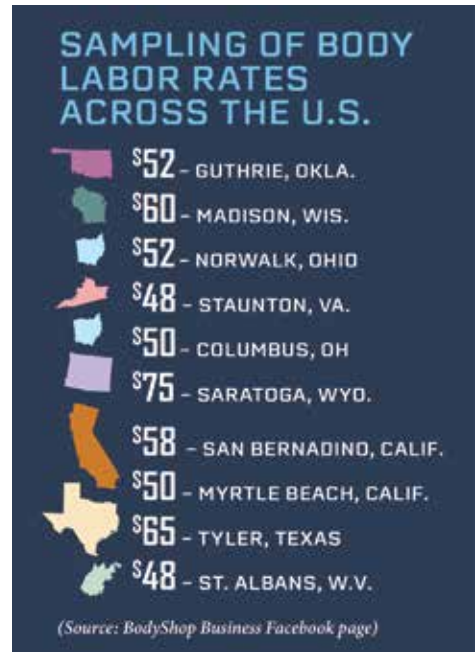 SAMPLING OF BODY
LABOR RATES
ACROSS THE U.S.
$52 – GUTHRIE, OKLA.
$60 – MADISON, WIS.
$52 – NORWALK, OHIO
$48 – STAUNTON, VA.
$50 – COLUMBUS, OH
$75 – SARATOGA, WYO.
$58 – SAN BERNADINO, CALIF.
$50 – MYRTLE BEACH, CALIF.
$65 – TYLER, TEXAS
$48 – ST. ALBANS, W.V.
(Source: BodyShop Business Facebook page)